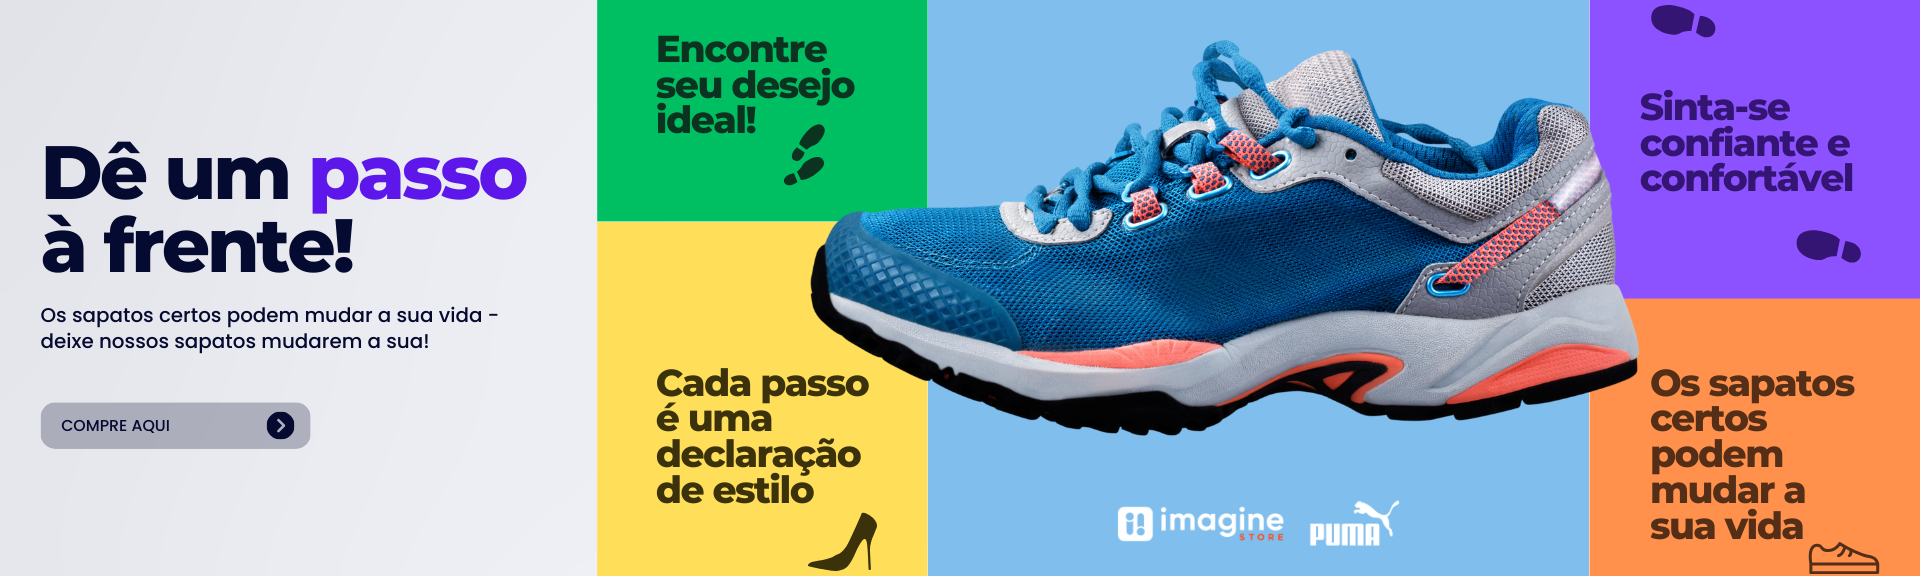 Dê um passo
à frente!
Os sapatos certos podem mudar a sua vida -
deixe nossos sapatos mudarem a sua!
COMPRE AQUI
Encontre
seu desejo
ideal!
Cada passo
é uma
declaração
de estilo
imagine
STORE
PUMA
Sinta-se
confiante e
confortável
Os sapatos
certos
podem
mudar a
sua vida